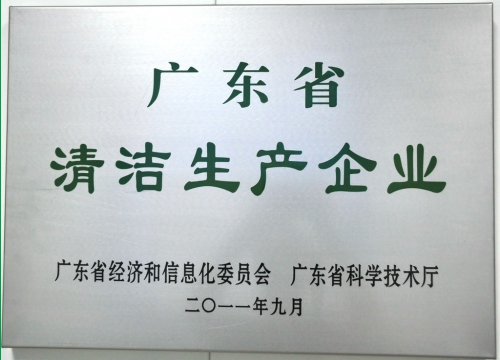 广东省
清洁生产企业
广东省经济和信息化委员会 广东省科学技术厅
二〇一一年九月